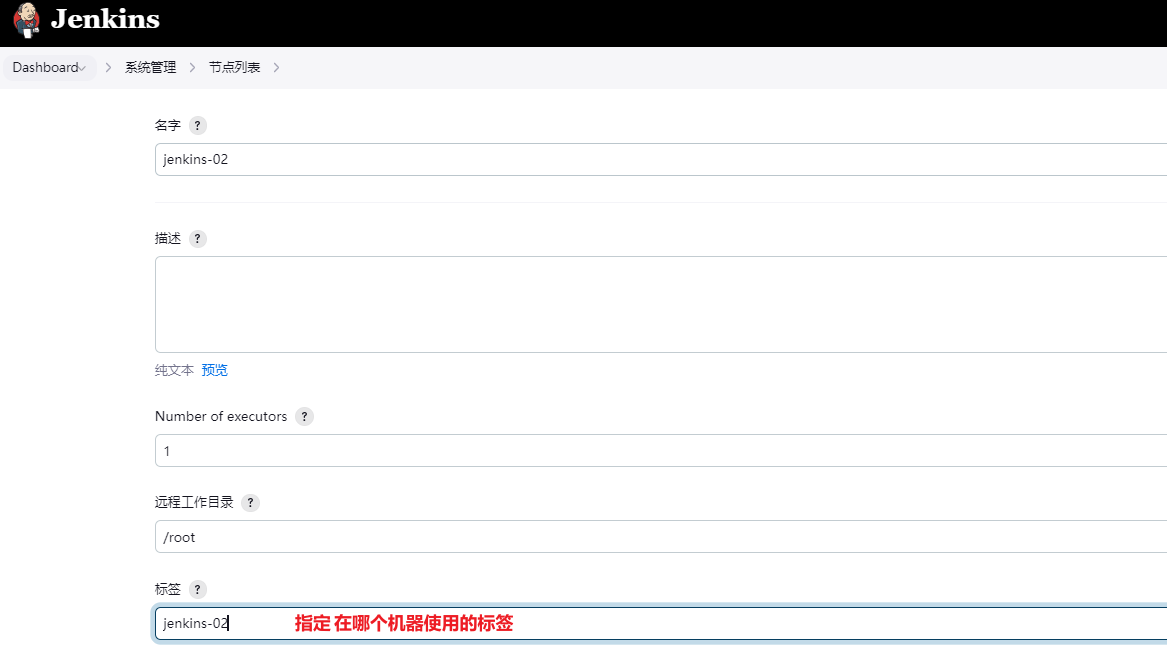 Jenkins
Dashboard 系统管理 节点列表
名字 ?
jenkins-02
描述 ?
纯文本 预览
Number of executors ?
1
远程工作目录 ?
/root
标签 ?
jenkins-02 指定 在哪个机器使用的标签